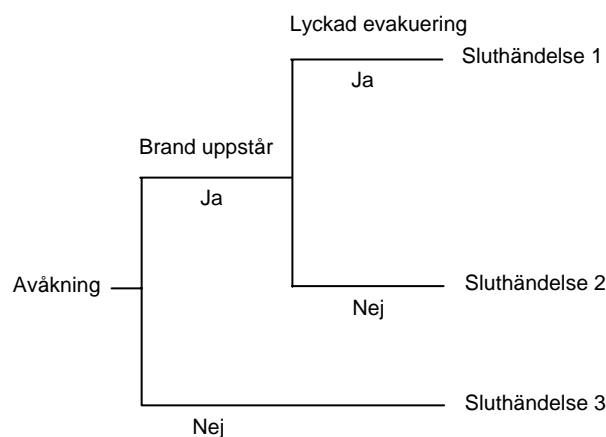 Lyckad evakuering
Sluthändelse 1
Ja
Brand uppstår
Ja
Avåkning
Sluthändelse 2
Nej
Sluthändelse 3
Nej